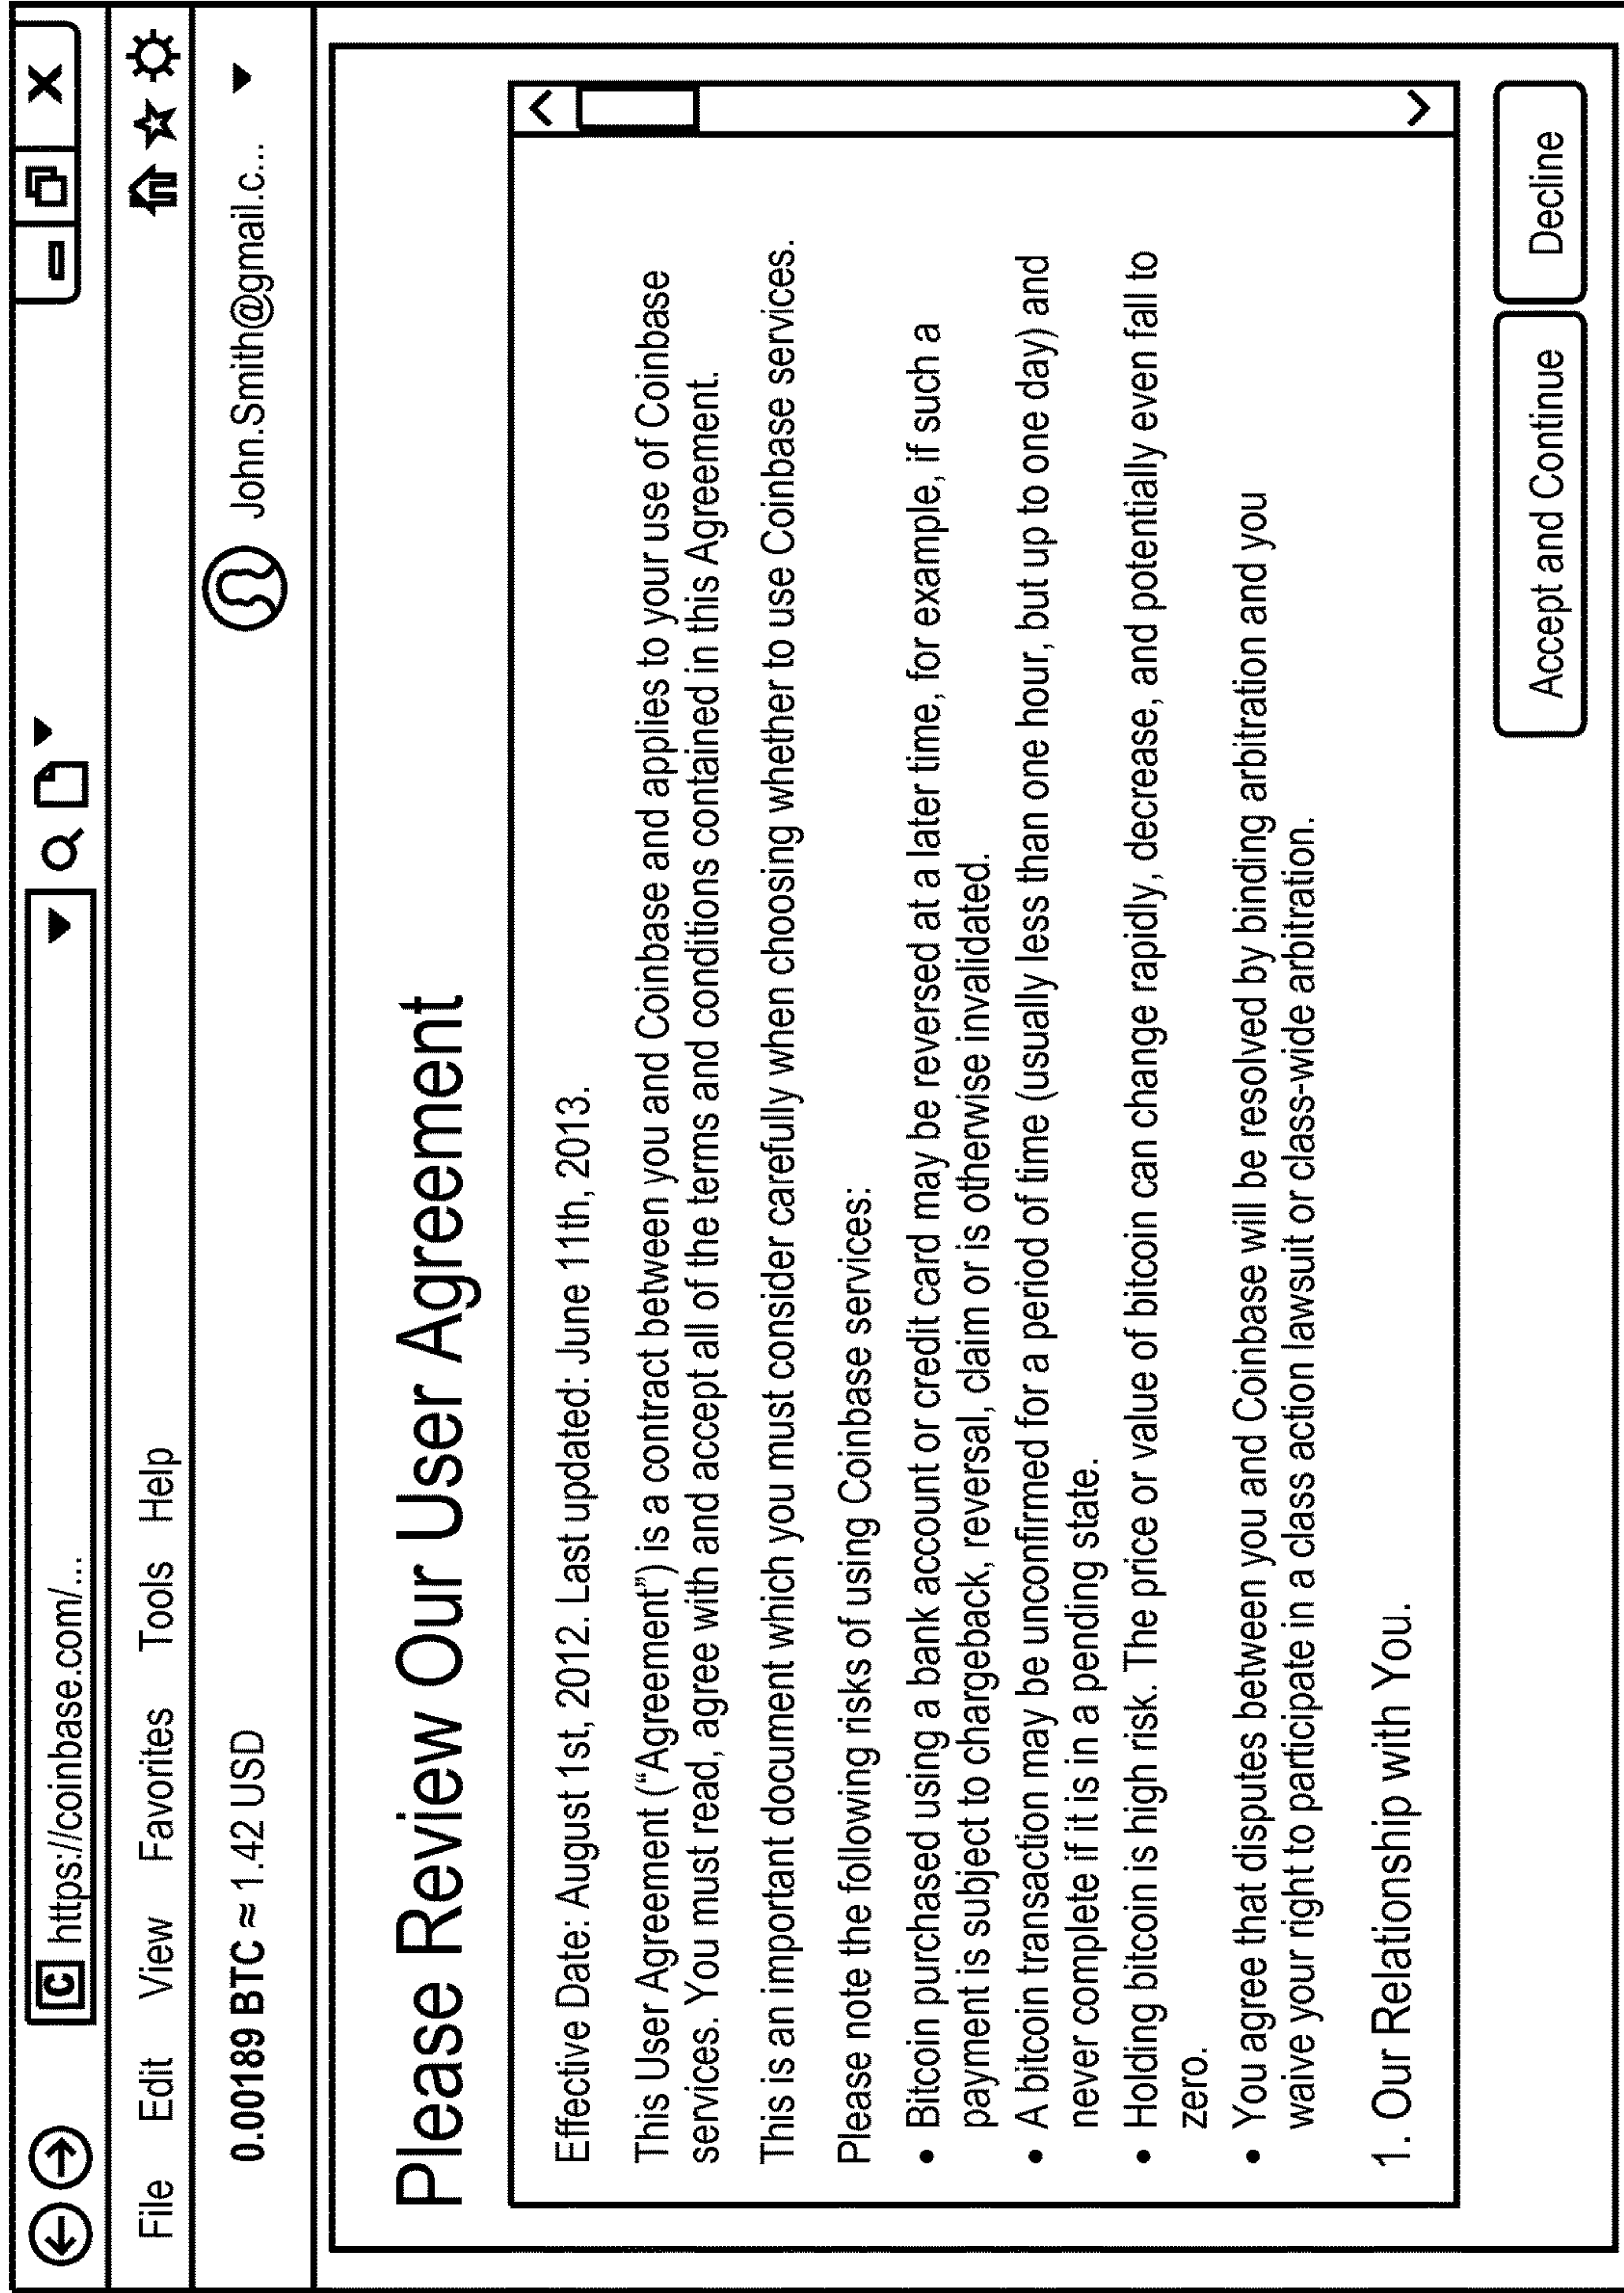 C https://coinbase.com/...
X
File Edit View Favorites Tools Help
0.00189 BTC ≈ 1.42 USD
John.Smith@gmail.c...
Please Review Our User Agreement
Effective Date: August 1st, 2012. Last updated: June 11th, 2013.
This User Agreement (“Agreement”) is a contract between you and Coinbase and applies to your use of Coinbase
services. You must read, agree with and accept all of the terms and conditions contained in this Agreement.
This is an important document which you must consider carefully when choosing whether to use Coinbase services.
Please note the following risks of using Coinbase services:
• Bitcoin purchased using a bank account or credit card may be reversed at a later time, for example, if such a
payment is subject to chargeback, reversal, claim or is otherwise invalidated.
• A bitcoin transaction may be unconfirmed for a period of time (usually less than one hour, but up to one day) and
never complete if it is in a pending state.
• Holding bitcoin is high risk. The price or value of bitcoin can change rapidly, decrease, and potentially even fall to
zero.
• You agree that disputes between you and Coinbase will be resolved by binding arbitration and you
waive your right to participate in a class action lawsuit or class-wide arbitration.
1. Our Relationship with You.
Accept and Continue
Decline